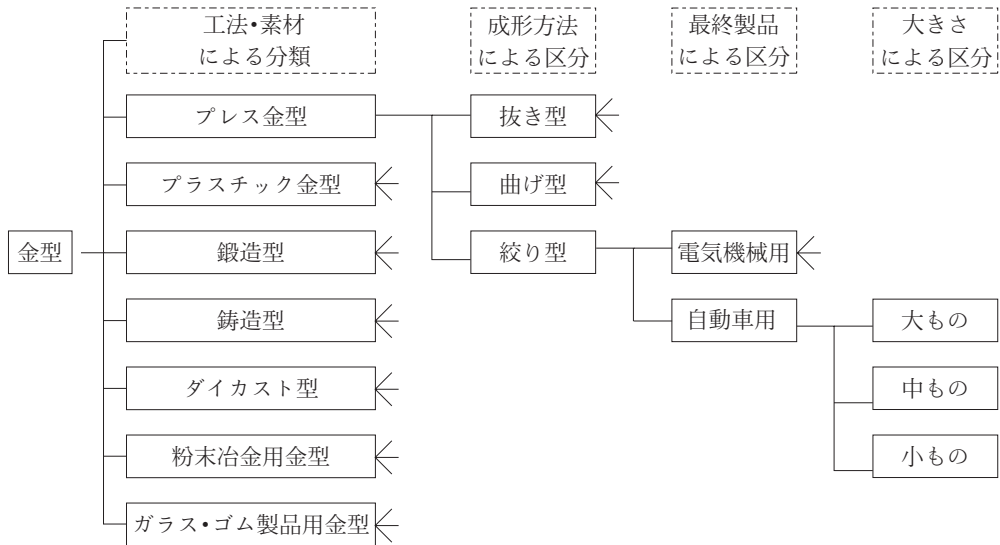 工法・素材
による分類
成形方法
による区分
最終製品
による区分
大きさ
による区分
プレス金型
抜き型
プラスチック金型
曲げ型
金型
鍛造型
絞り型
電気機械用
鋳造型
自動車用
大もの
ダイカスト型
中もの
粉末冶金用金型
小もの
ガラス・ゴム製品用金型